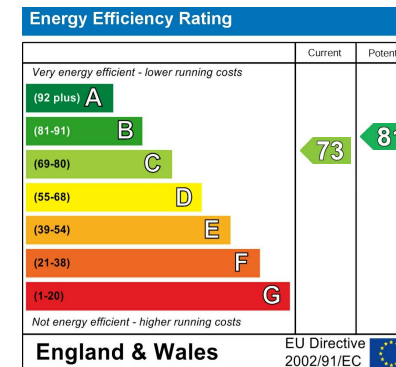 Energy Efficiency Rating
Current Potent
Very energy efficient - lower running costs
(92 plus) A
(81-91) B
(69-80) C
(55-68) D
(39-54) E
(21-38) F
(1-20) G
73
81
Not energy efficient - higher running costs
England & Wales
EU Directive
2002/91/EC